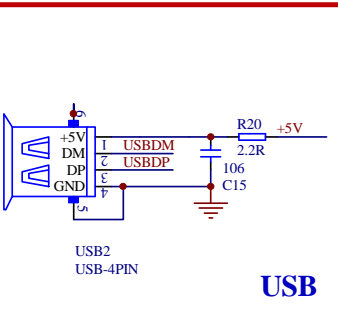 6
R20
+5V
+5V
1
USBDM
DM
2
USBDP
2.2R
DP
3
106
GND
4
C15
5
USB2
USB-4PIN
USB